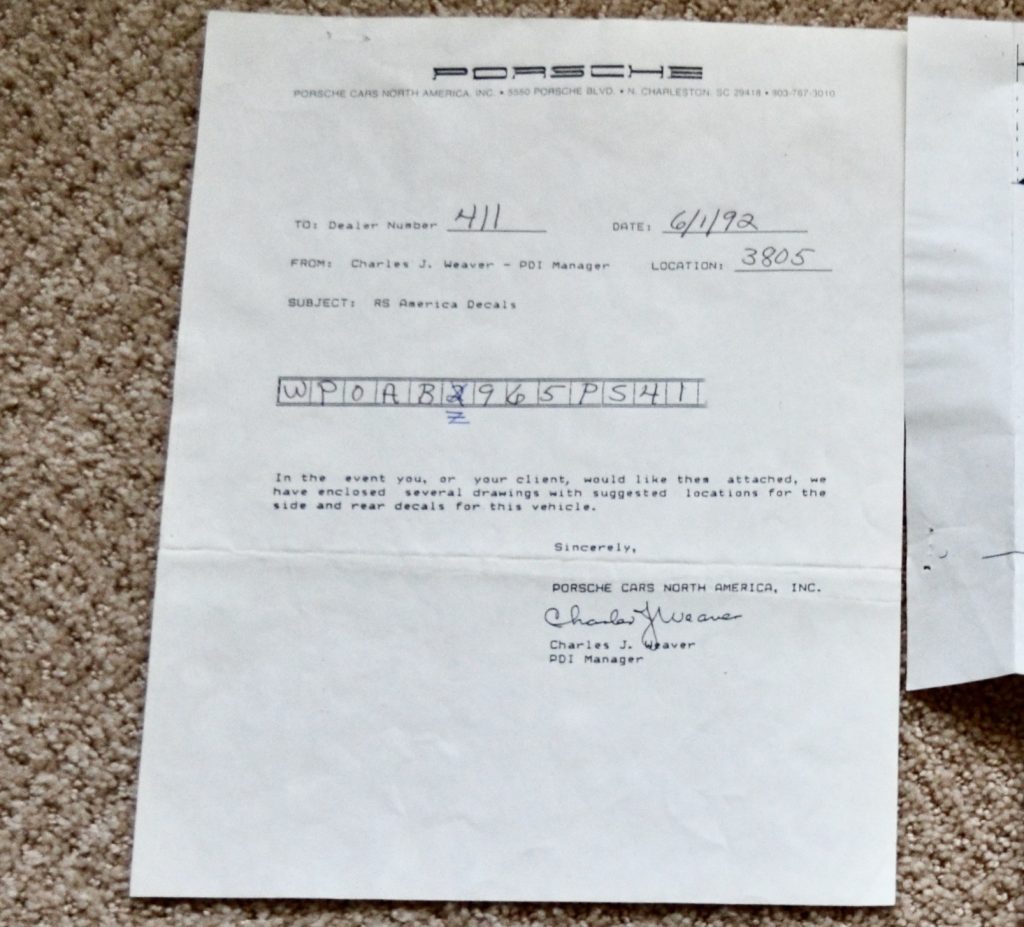 PORSCHE
PORSCHE CARS NORTH AMERICA, INC. • 5550 PORSCHE BLVD. • N. CHARLESTON, SC 29418 • 803-767-3010
TO: Dealer Number 411 DATE: 6/1/92
FROM: Charles J. Weaver - PDI Manager LOCATION: 3805
SUBJECT: RS America Decals
WP0AB2965PS41
Z
In the event you, or your client, would like them attached, we
have enclosed several drawings with suggested locations for the
side and rear decals for this vehicle.
Sincerely,
PORSCHE CARS NORTH AMERICA, INC.
Charles J Weaver
Charles J. Weaver
PDI Manager